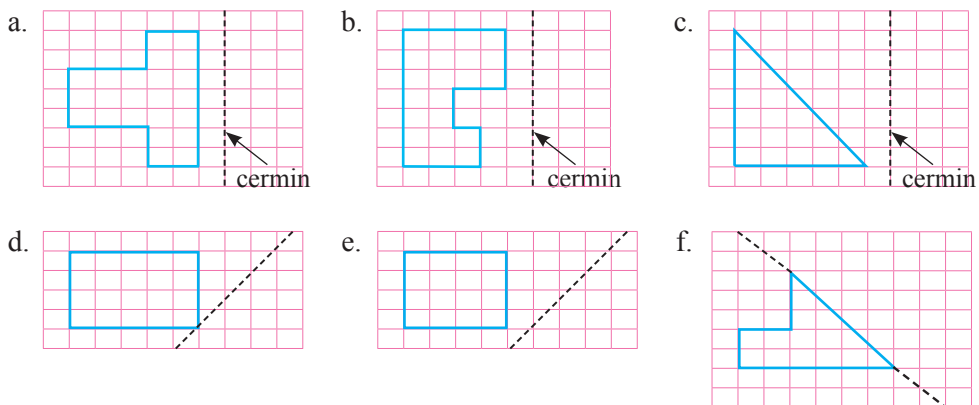 a.
b.
c.
cermin
cermin
cermin
d.
e.
f.